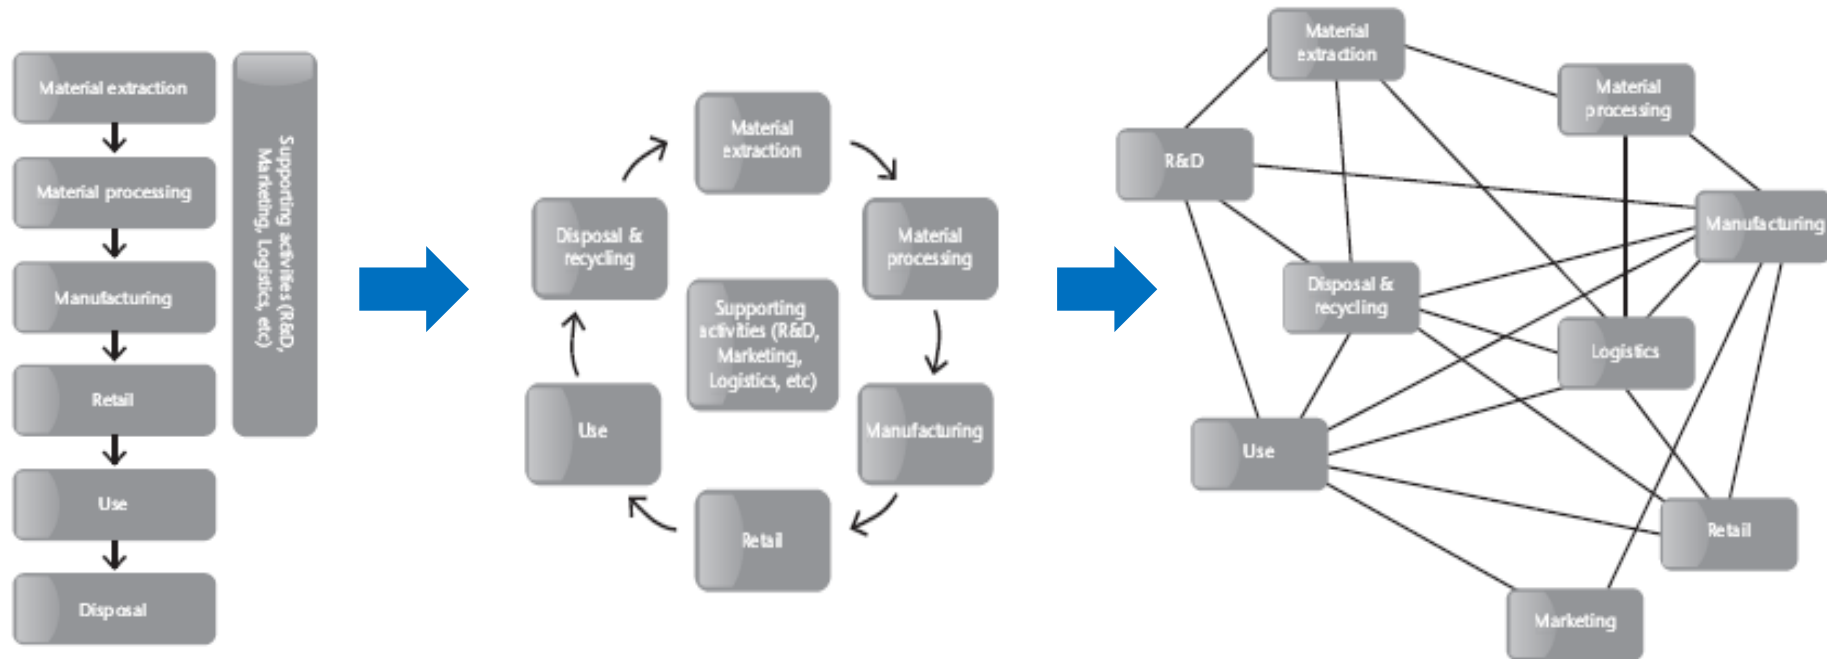 Material extraction
Material processing
Manufacturing
Retail
Use
Disposal
Supporting activities (R&D,
Marketing, Logistics, etc)
Material
extraction
Material
processing
Manufacturing
Retail
Use
Disposal &
recycling
Supporting
activities (R&D,
Marketing,
Logistics, etc)
Material
extraction
Material
processing
R&D
Manufacturing
Disposal &
recycling
Logistics
Use
Retail
Marketing